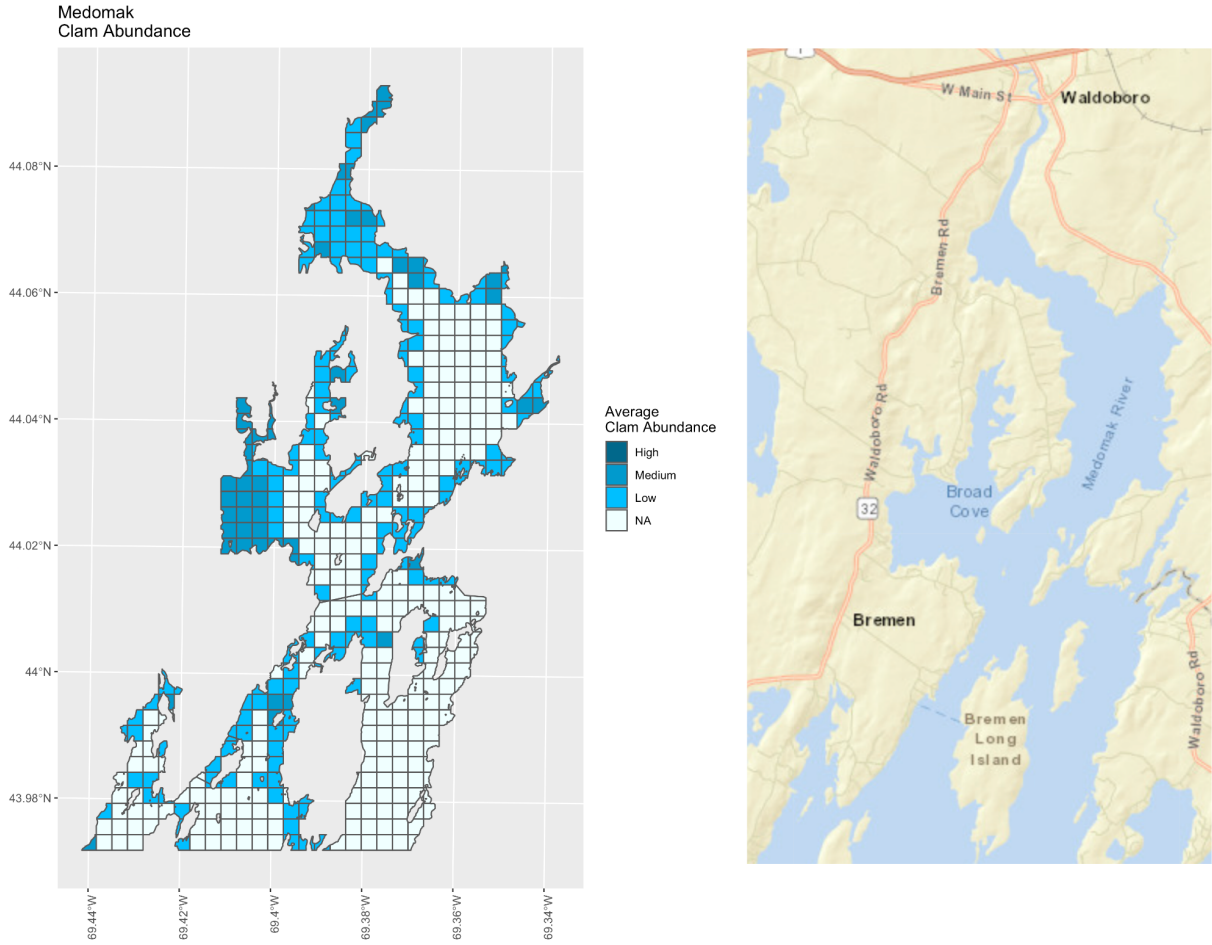 Medomak
Clam Abundance
44.08°N
44.06°N
44.04°N
44.02°N
44°N
43.98°N
69.44°W
69.42°W
69.4°W
69.38°W
69.36°W
69.34°W
Average
Clam Abundance
High
Medium
Low
NA
1
W Main St
Waldoboro
Bremen Rd
Waldoboro Rd
Medomak River
Broad
Cove
32
Bremen
Waldoboro Rd
Bremen
Long
Island